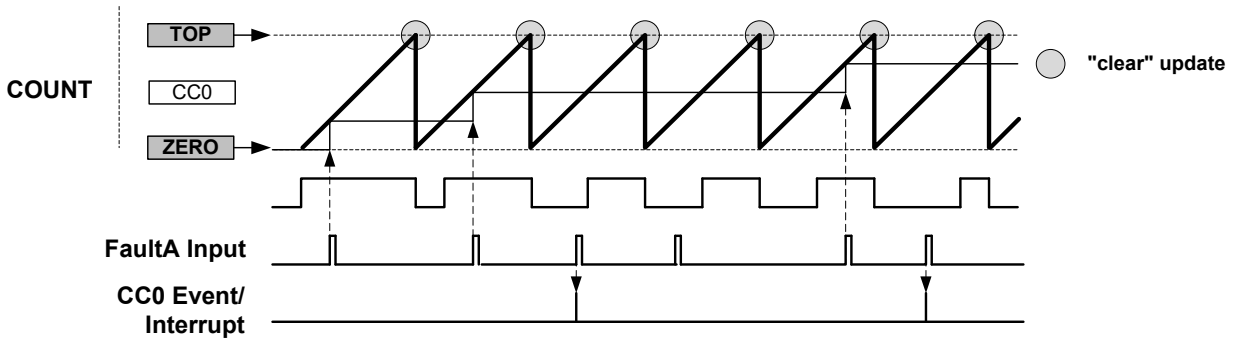 TOP
"clear" update
COUNT
CC0
ZERO
FaultA Input
CC0 Event/
Interrupt